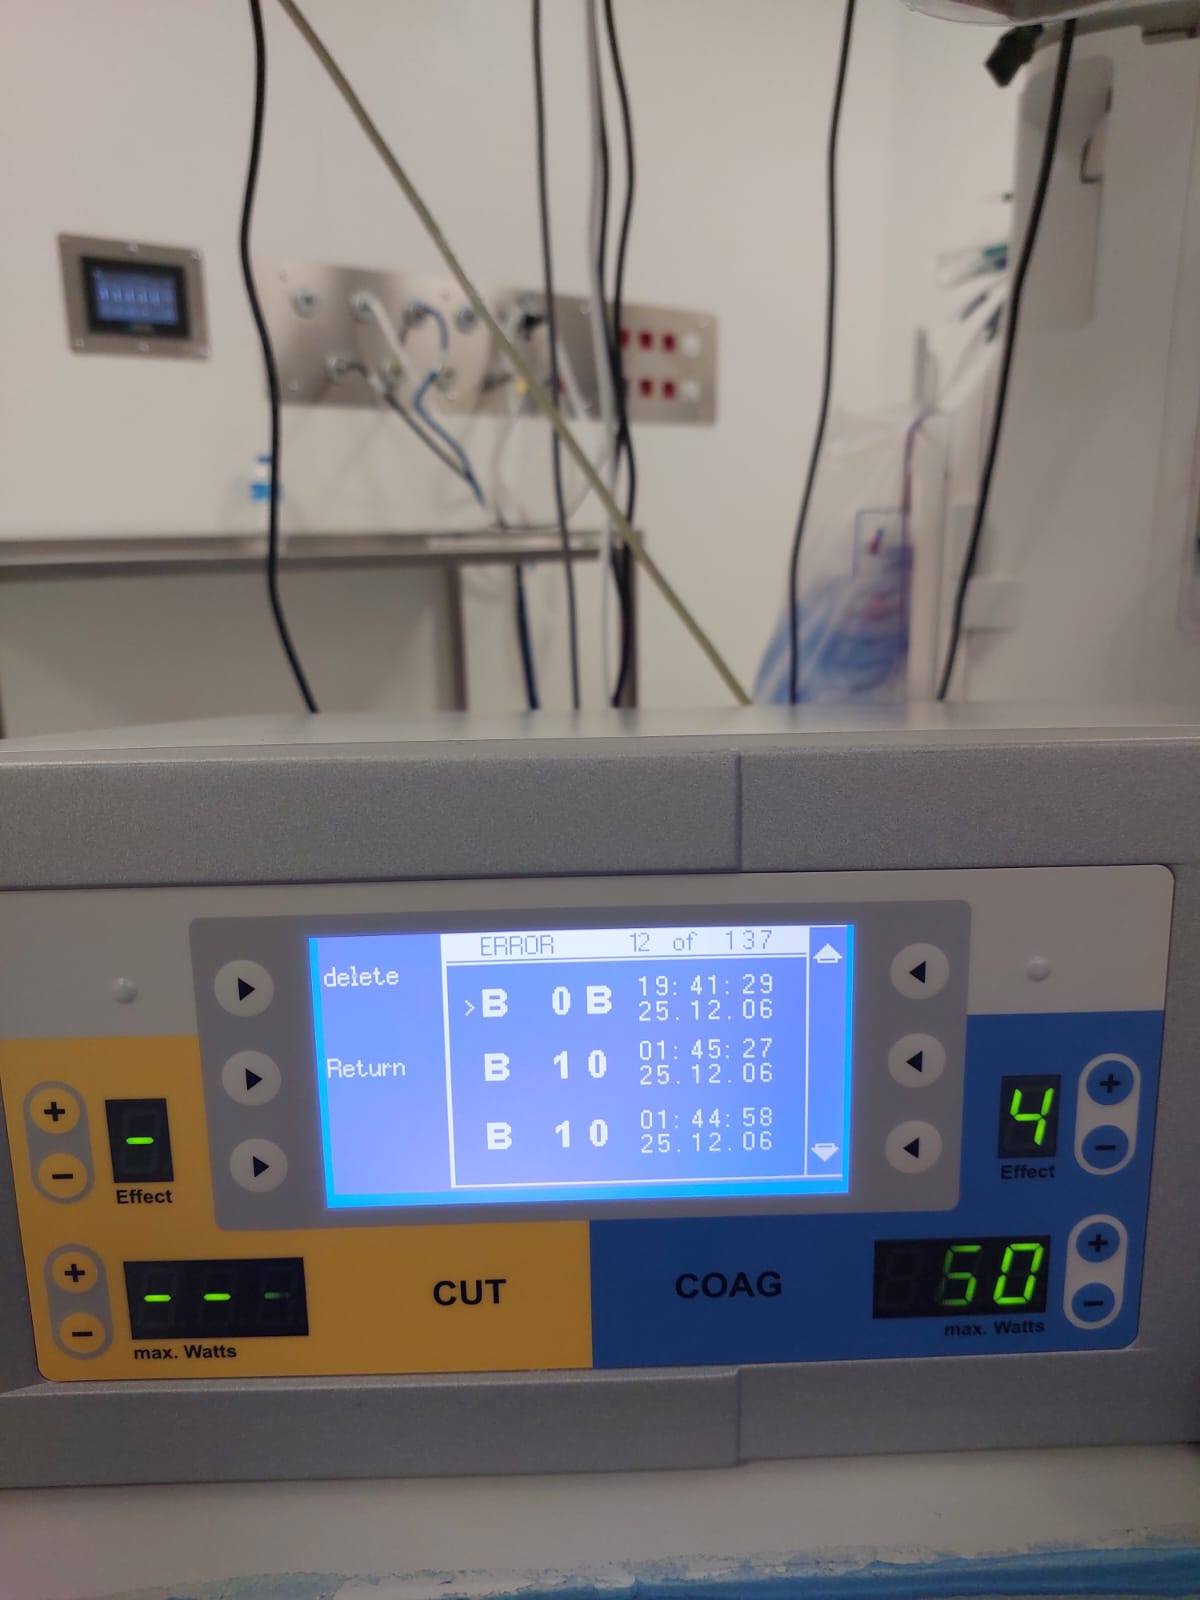 ERROR 12 of 137
delete
>B 0B 19:41:29
25.12.06
Return
B 10 01:45:27
25.12.06
B 10 01:44:58
25.12.06
+
-
-
Effect
+
-
---
max. Watts
CUT
COAG
4
+
-
Effect
50
+
-
max. Watts